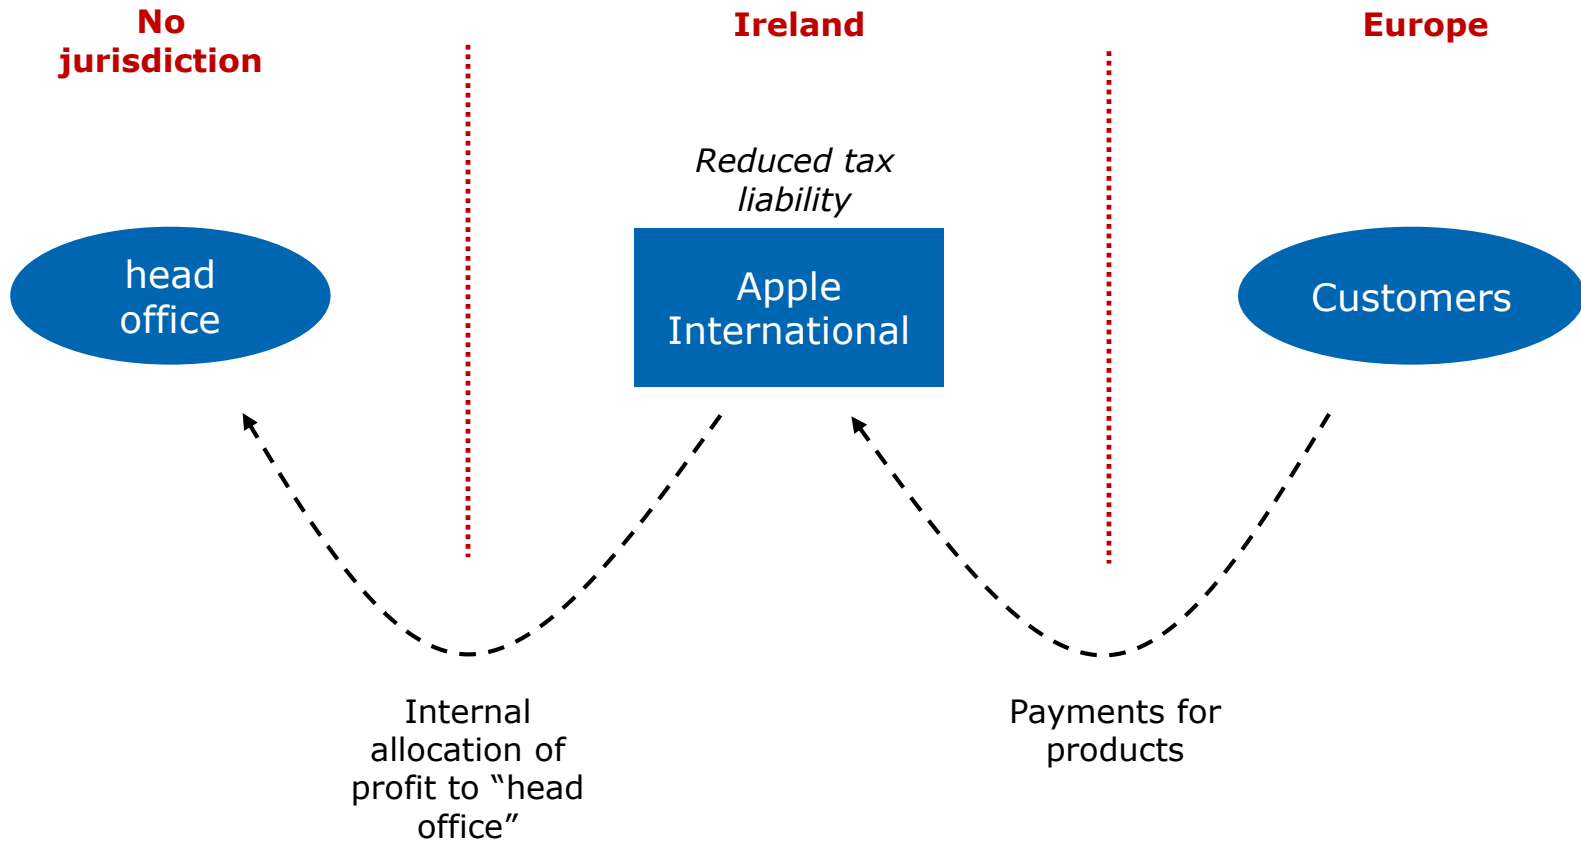 No
jurisdiction
Ireland
Europe
Reduced tax
liability
head
office
Apple
International
Customers
Internal
allocation of
profit to “head
office”
Payments for
products